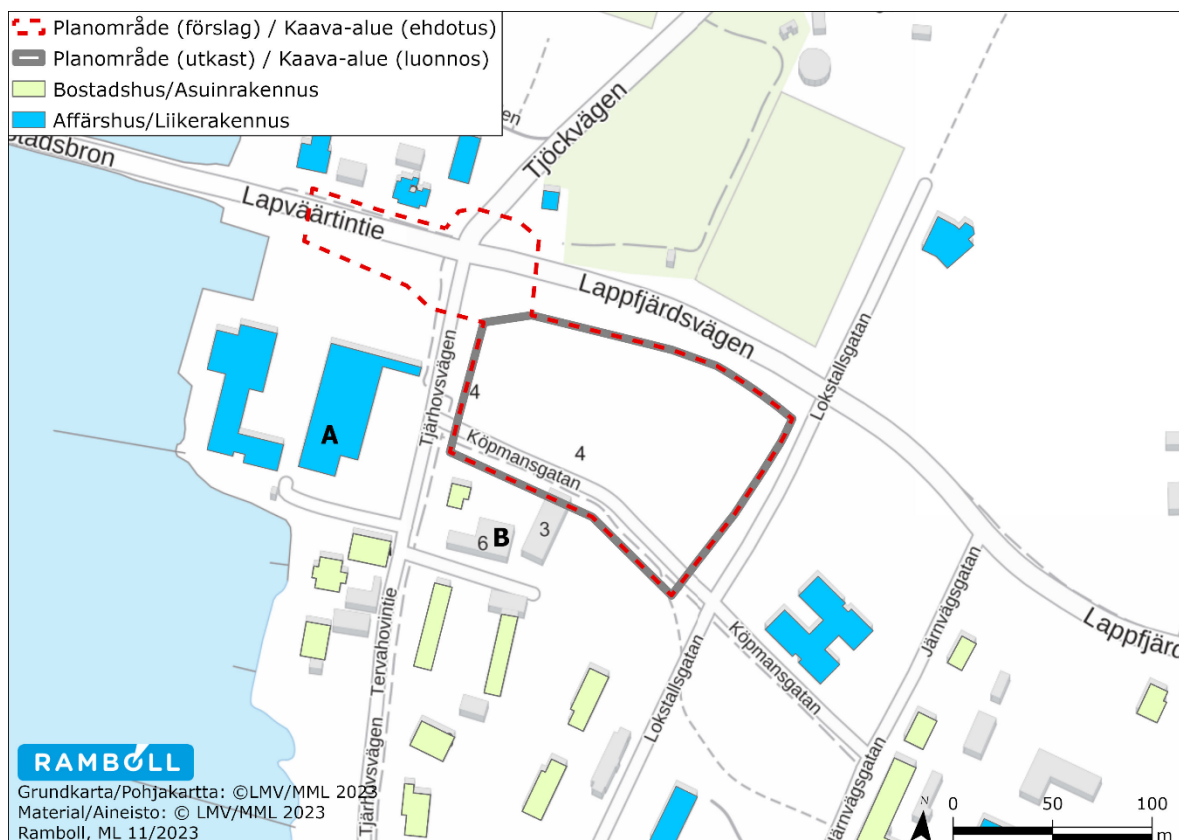 Planområde (förslag) / Kaava-alue (ehdotus)
Planområde (utkast) / Kaava-alue (luonnos)
Bostadshus/Asuinrakennus
Affärshus/Liikerakennus
stadsbron
Lapväärtintie
Tjöckvägen
Lappfjärdsvägen
Lokstallsgatan
Tjärhovsvägen
4
Köpmansgatan
4
A
6
B
3
Tjärhovsvägen
Tervahovintie
Lokstallsgatan
Köpmansgatan
Järnvägsgatan
Järnvägsgatan
Lappfjärd
RAMBOLL
Grundkarta/Pohjakartta: ©LMV/MML 2023
Material/Aineisto: © LMV/MML 2023
Ramboll, ML 11/2023
N
0 50 100
m